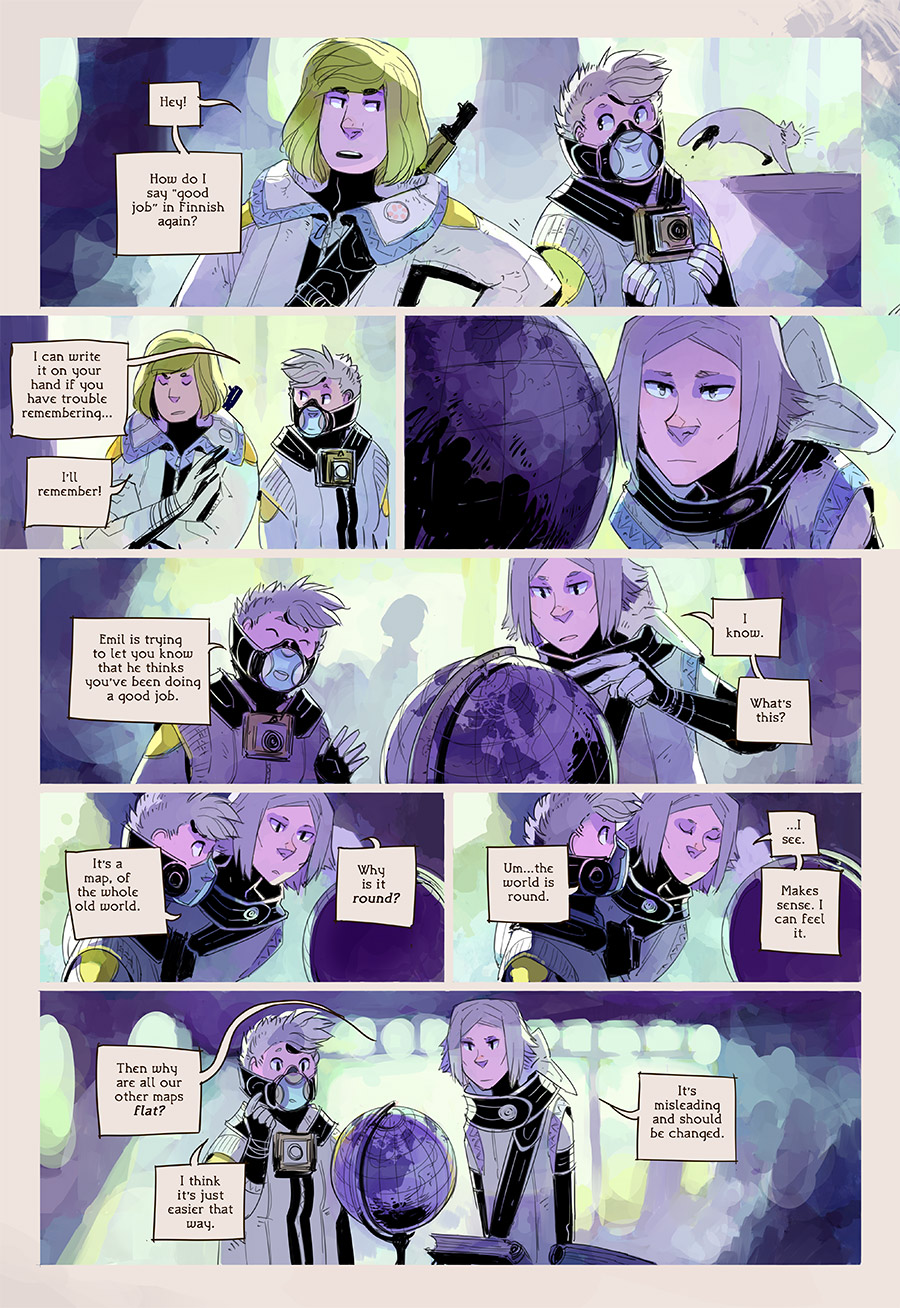 Hey!
How do I
say "good
job" in Finnish
again?
I can write
it on your
hand if you
have trouble
remembering...
I'll
remember!
Emil is trying
to let you know
that he thinks
you've been doing
a good job.
I
know.
What's
this?
It's a
map, of
the whole
old world.
Why
is it
round?
Um...the
world is
round.
...I
see.
Makes
sense. I
can feel
it.
Then why
are all our
other maps
flat?
I think
it's just
easier that
way.
It's
misleading
and should
be changed.